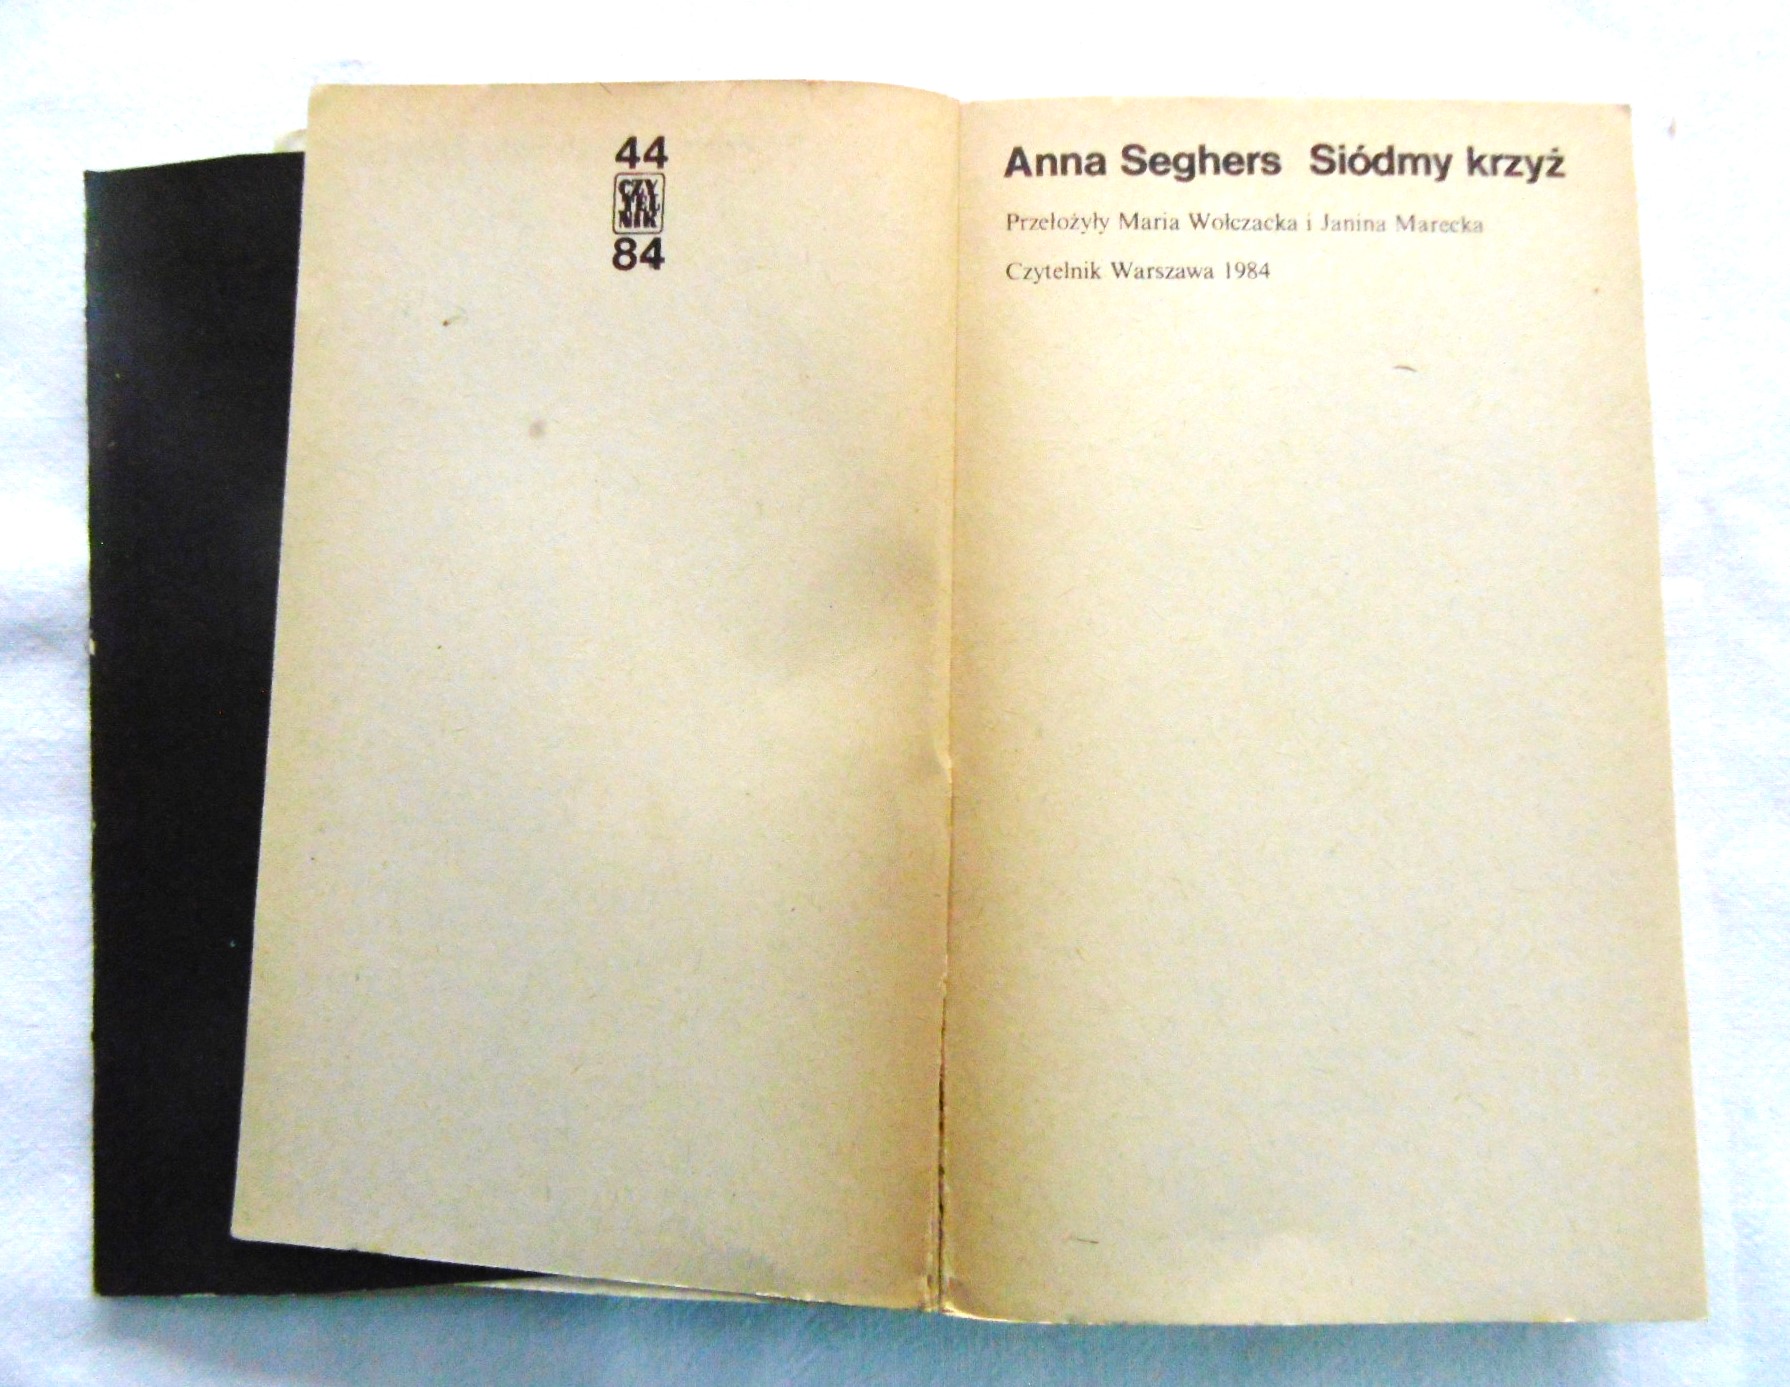 44
CZY
TEL
NIK
84
Anna Seghers Siódmy krzyż
Przełożyły Maria Wołczacka i Janina Marecka
Czytelnik Warszawa 1984